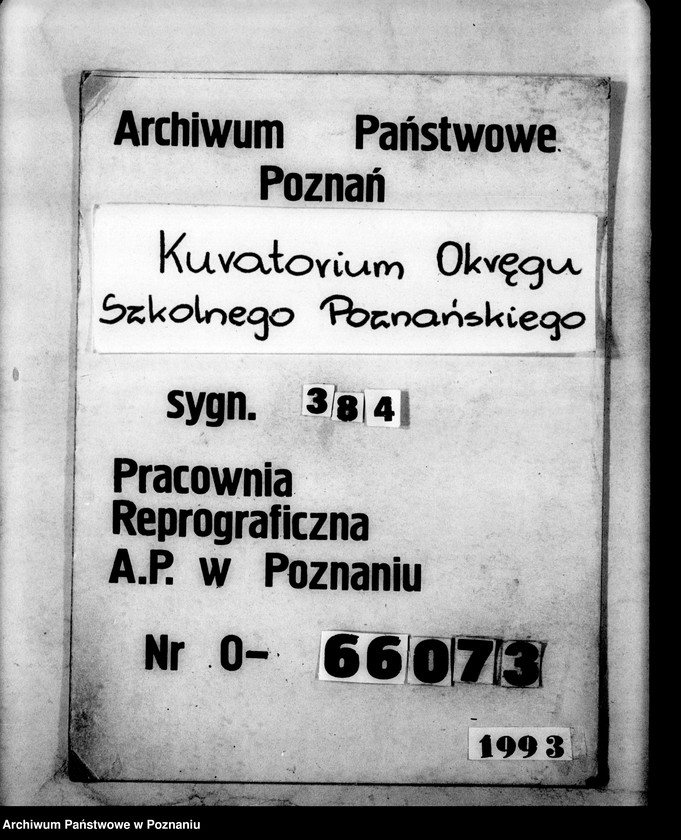 Archiwum Państwowe
Poznań
Kuratorium Okręgu
Szkolnego Poznańskiego
sygn. 384
Pracownia
Reprograficzna
A.P. w Poznaniu
Nr 0- 66073
1993
Archiwum Państwowe w Poznaniu